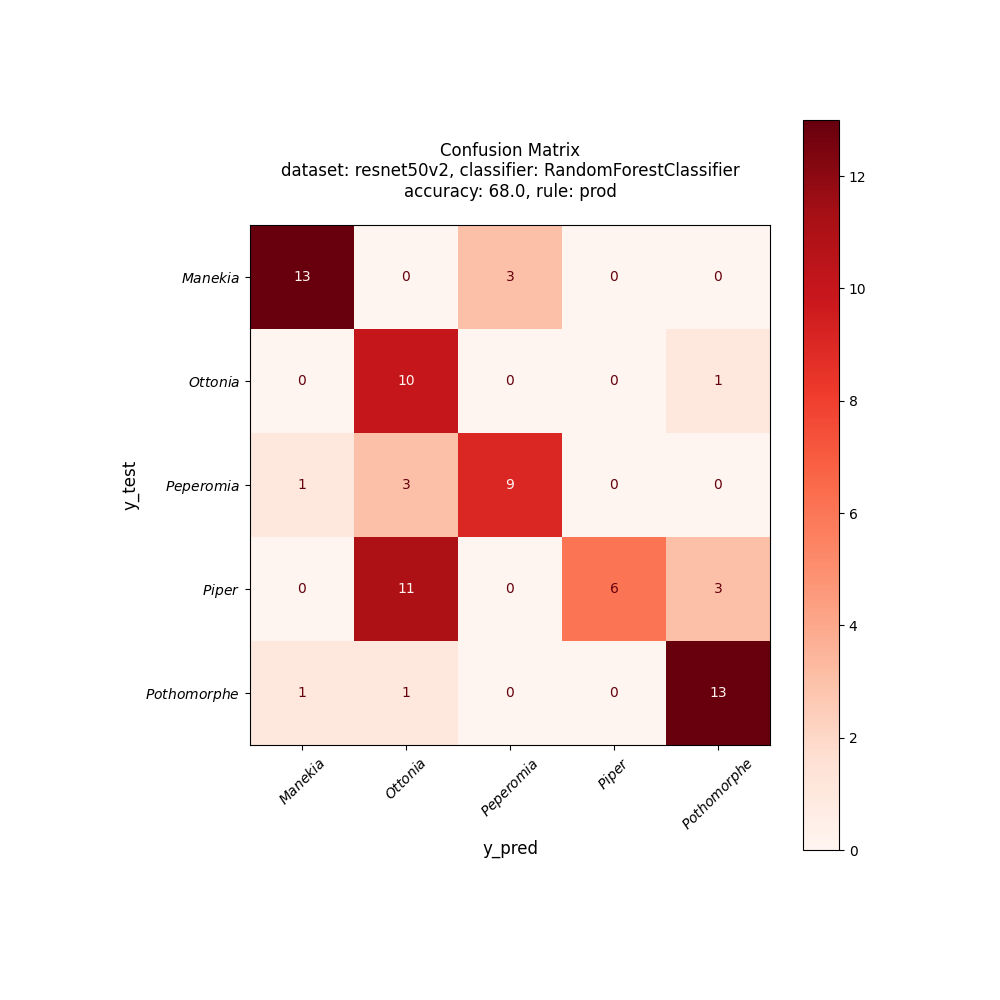 Confusion Matrix
dataset: resnet50v2, classifier: RandomForestClassifier
accuracy: 68.0, rule: prod
y_test
Manekia 13 0 3 0 0
Ottonia 0 10 0 0 1
Peperomia 1 3 9 0 0
Piper 0 11 0 6 3
Pothomorphe 1 1 0 0 13
Manekia Ottonia Peperomia Piper Pothomorphe
y_pred
12
10
8
6
4
2
0